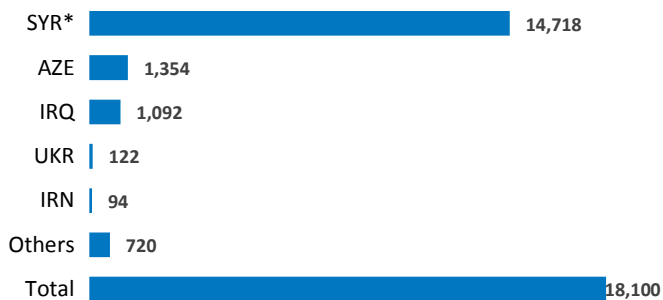 SYR* 14,718
AZE 1,354
IRQ 1,092
UKR 122
IRN 94
Others 720
Total 18,100